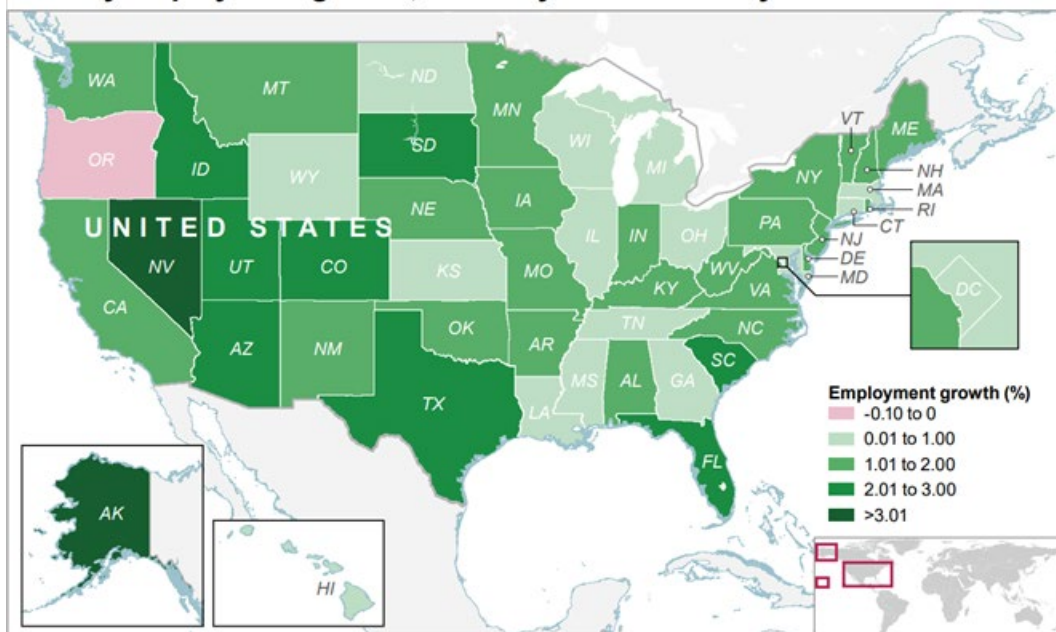 WA
MT
ND
MN
OR
ID
SD
WI
MI
VT
ME
WY
NY
NH
MA
RI
CT
UNITED STATES
NE
IA
PA
NJ
DE
MD
NV
UT
CO
KS
MO
IL
IN
OH
WV
VA
KY
DC
CA
AZ
NM
OK
AR
TN
NC
SC
MS
AL
GA
TX
LA
FL
AK
HI
Employment growth (%)
-0.10 to 0
0.01 to 1.00
1.01 to 2.00
2.01 to 3.00
>3.01